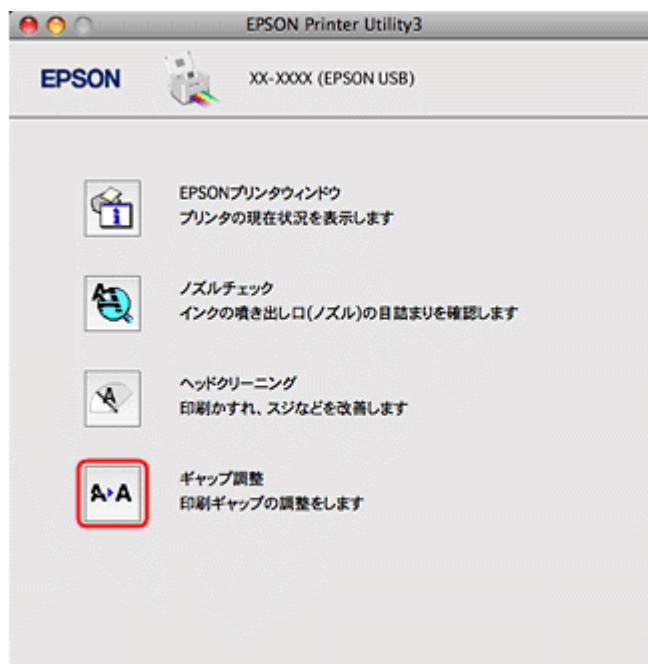 EPSON Printer Utility3
EPSON
XX-XXXX (EPSON USB)
EPSONプリンタウィンドウ
プリンタの現在状況を表示します
ノズルチェック
インクの噴き出し口(ノズル)の目詰まりを確認します
ヘッドクリーニング
印刷かすれ、スジなどを改善します
A▸A
ギャップ調整
印刷ギャップの調整をします